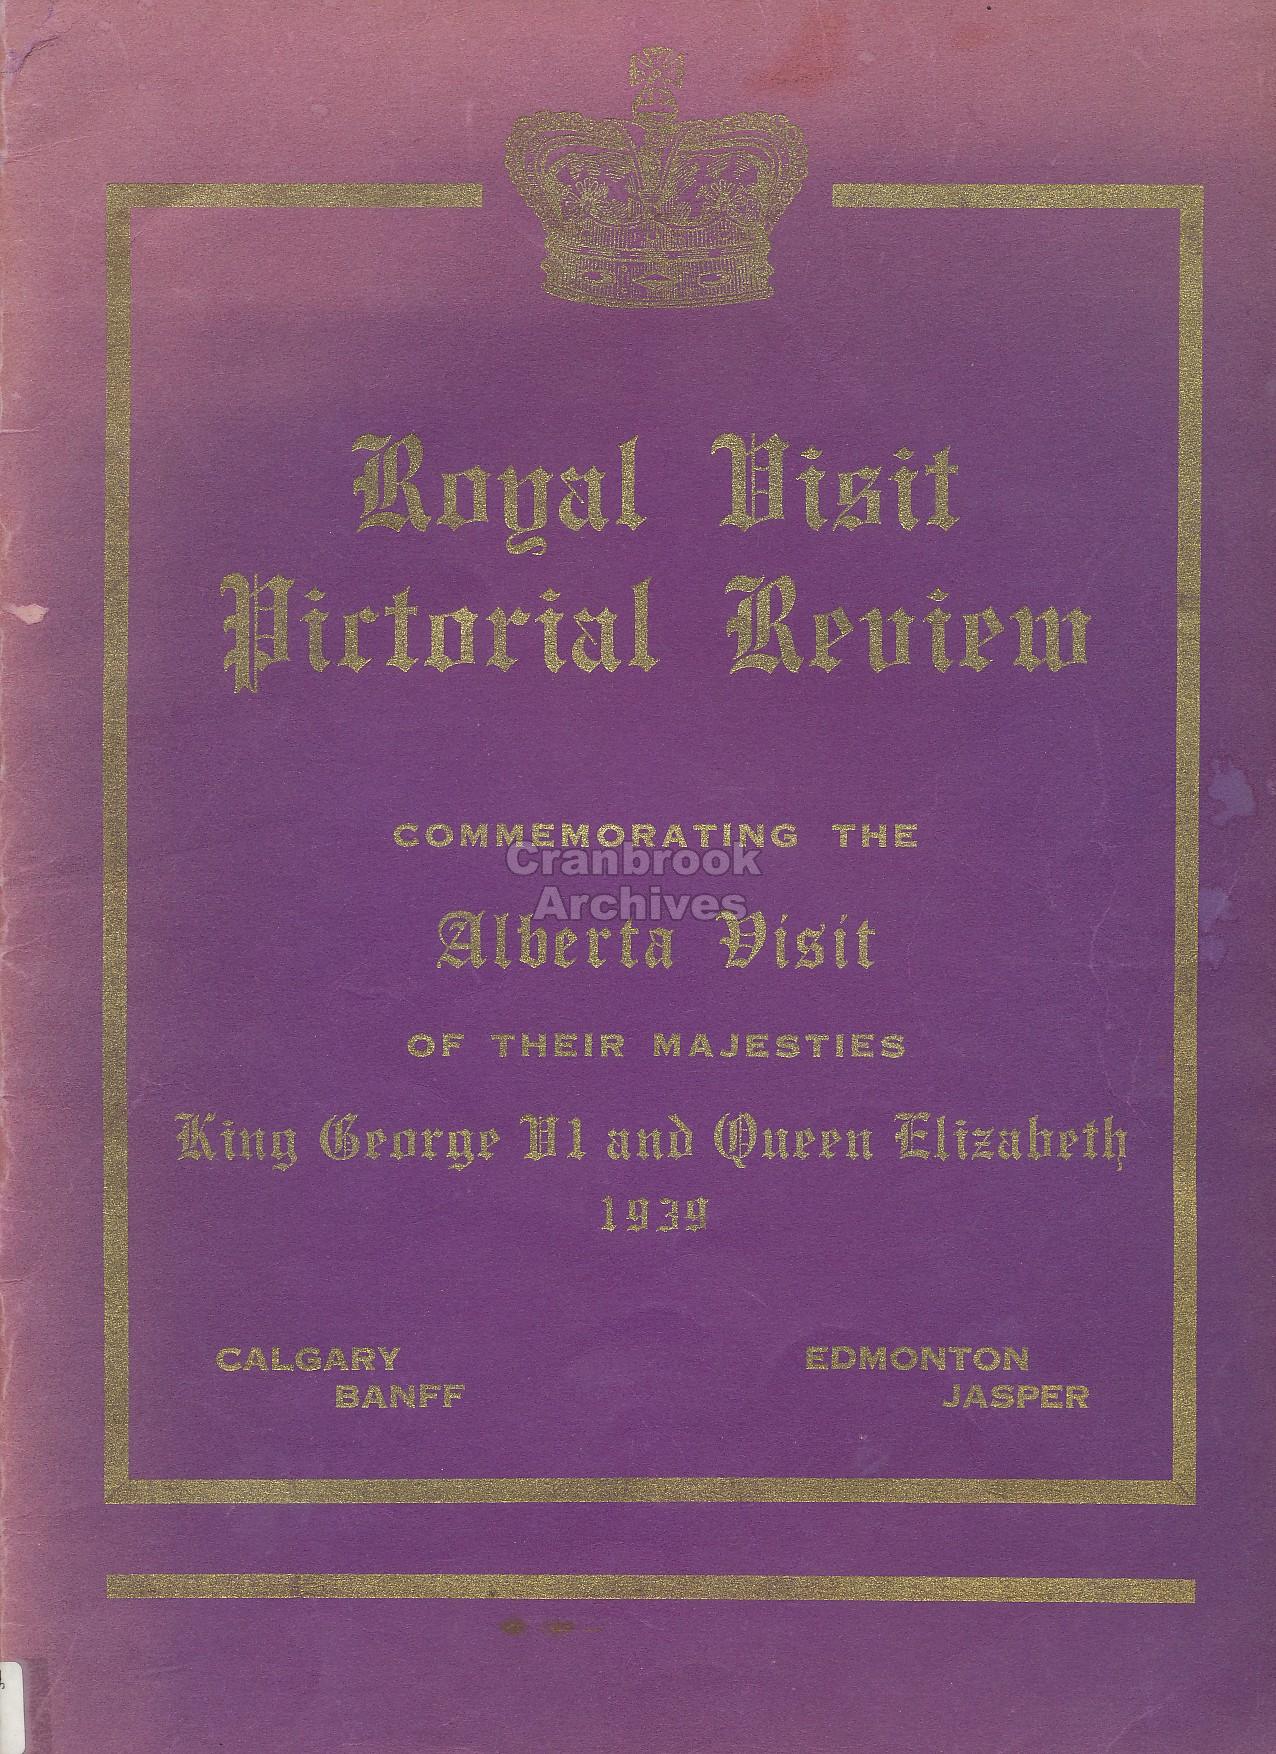 Royal Visit
Pictorial Review
COMMEMORATING THE
Cranbrook
Archives
Alberta Visit
OF THEIR MAJESTIES
King George V1 and Queen Elizabeth
1939
CALGARY
BANFF
EDMONTON
JASPER